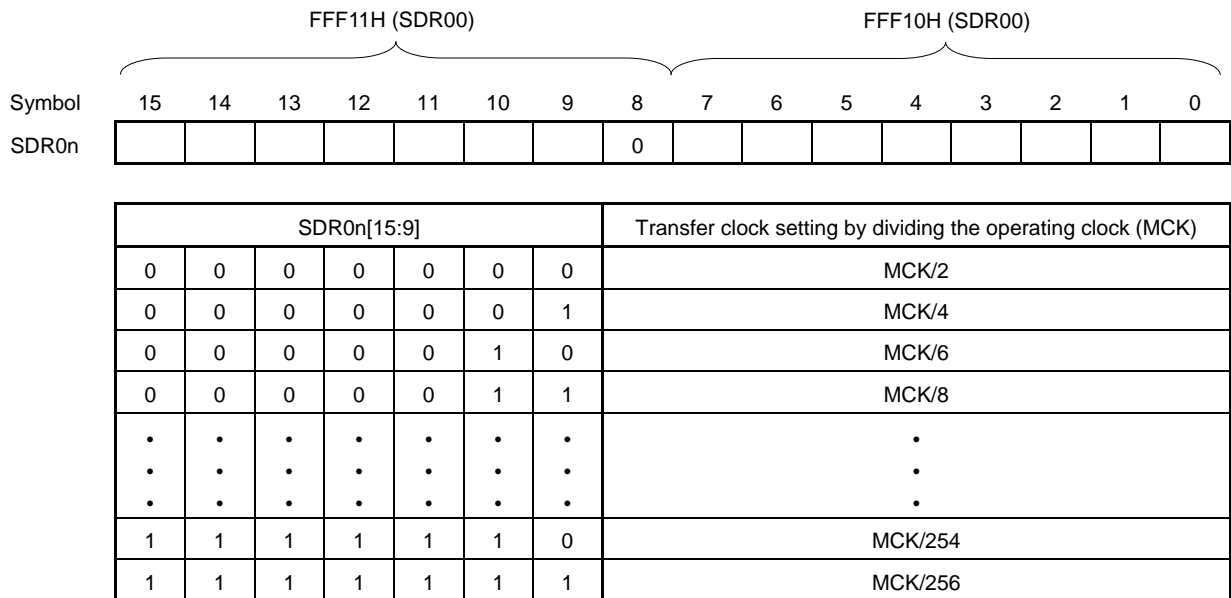 FFF11H (SDR00) FFF10H (SDR00)
Symbol 15 14 13 12 11 10 9 8 7 6 5 4 3 2 1 0
SDR0n 0
SDR0n[15:9] Transfer clock setting by dividing the operating clock (MCK)
0 0 0 0 0 0 0 MCK/2
0 0 0 0 0 0 1 MCK/4
0 0 0 0 0 1 0 MCK/6
0 0 0 0 0 1 1 MCK/8
• • • • • • • •
• • • • • • • •
• • • • • • • •
1 1 1 1 1 1 0 MCK/254
1 1 1 1 1 1 1 MCK/256